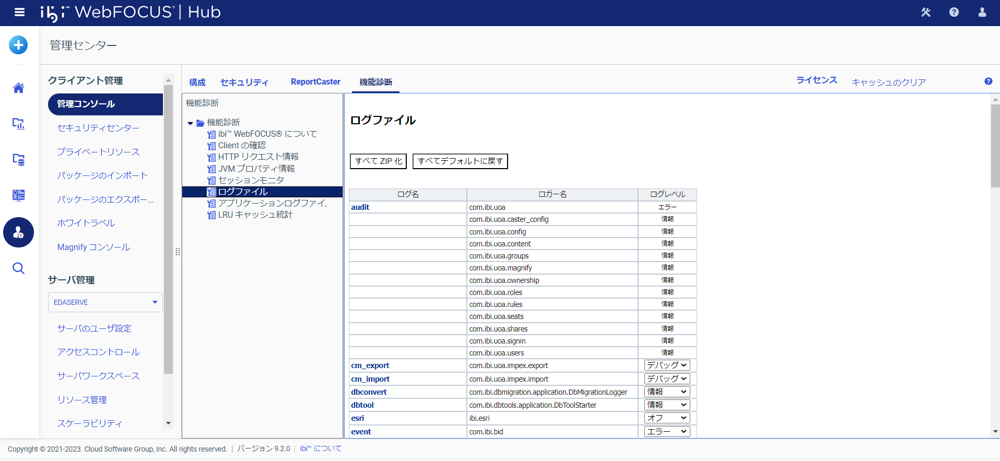 ibi™ WebFOCUS® | Hub
管理センター
クライアント管理
管理コンソール
セキュリティセンター
プライベートリソース
パッケージのインポート
パッケージのエクスポー...
ホワイトラベル
Magnify コンソール
サーバ管理
EDASERVE
サーバのユーザ設定
アクセスコントロール
サーバワークスペース
リソース管理
スケーラビリティ
構成 セキュリティ ReportCaster 機能診断 ライセンス キャッシュのクリア
機能診断
機能診断
ibi™ WebFOCUS® について
Client の確認
HTTP リクエスト情報
JVM プロパティ情報
セッションモニタ
ログファイル
アプリケーションログファイ
LRU キャッシュ統計
ログファイル
すべて ZIP 化 すべてデフォルトに戻す
ログ名 ロガー名 ログレベル
audit com.ibi.uoa エラー
com.ibi.uoa.caster_config 情報
com.ibi.uoa.config 情報
com.ibi.uoa.content 情報
com.ibi.uoa.groups 情報
com.ibi.uoa.magnify 情報
com.ibi.uoa.ownership 情報
com.ibi.uoa.roles 情報
com.ibi.uoa.rules 情報
com.ibi.uoa.seats 情報
com.ibi.uoa.shares 情報
com.ibi.uoa.signin 情報
com.ibi.uoa.users 情報
cm_export com.ibi.uoa.impex.export デバッグ
cm_import com.ibi.uoa.impex.import デバッグ
dbconvert com.ibi.dbmigration.application.DbMigrationLogger 情報
dbtool com.ibi.dbtools.application.DbToolStarter 情報
esri ibi.esri オフ
event com.ibi.bid エラー
Copyright © 2021-2023. Cloud Software Group, Inc. All rights reserved. | バージョン 9.2.0 | ibi™ について